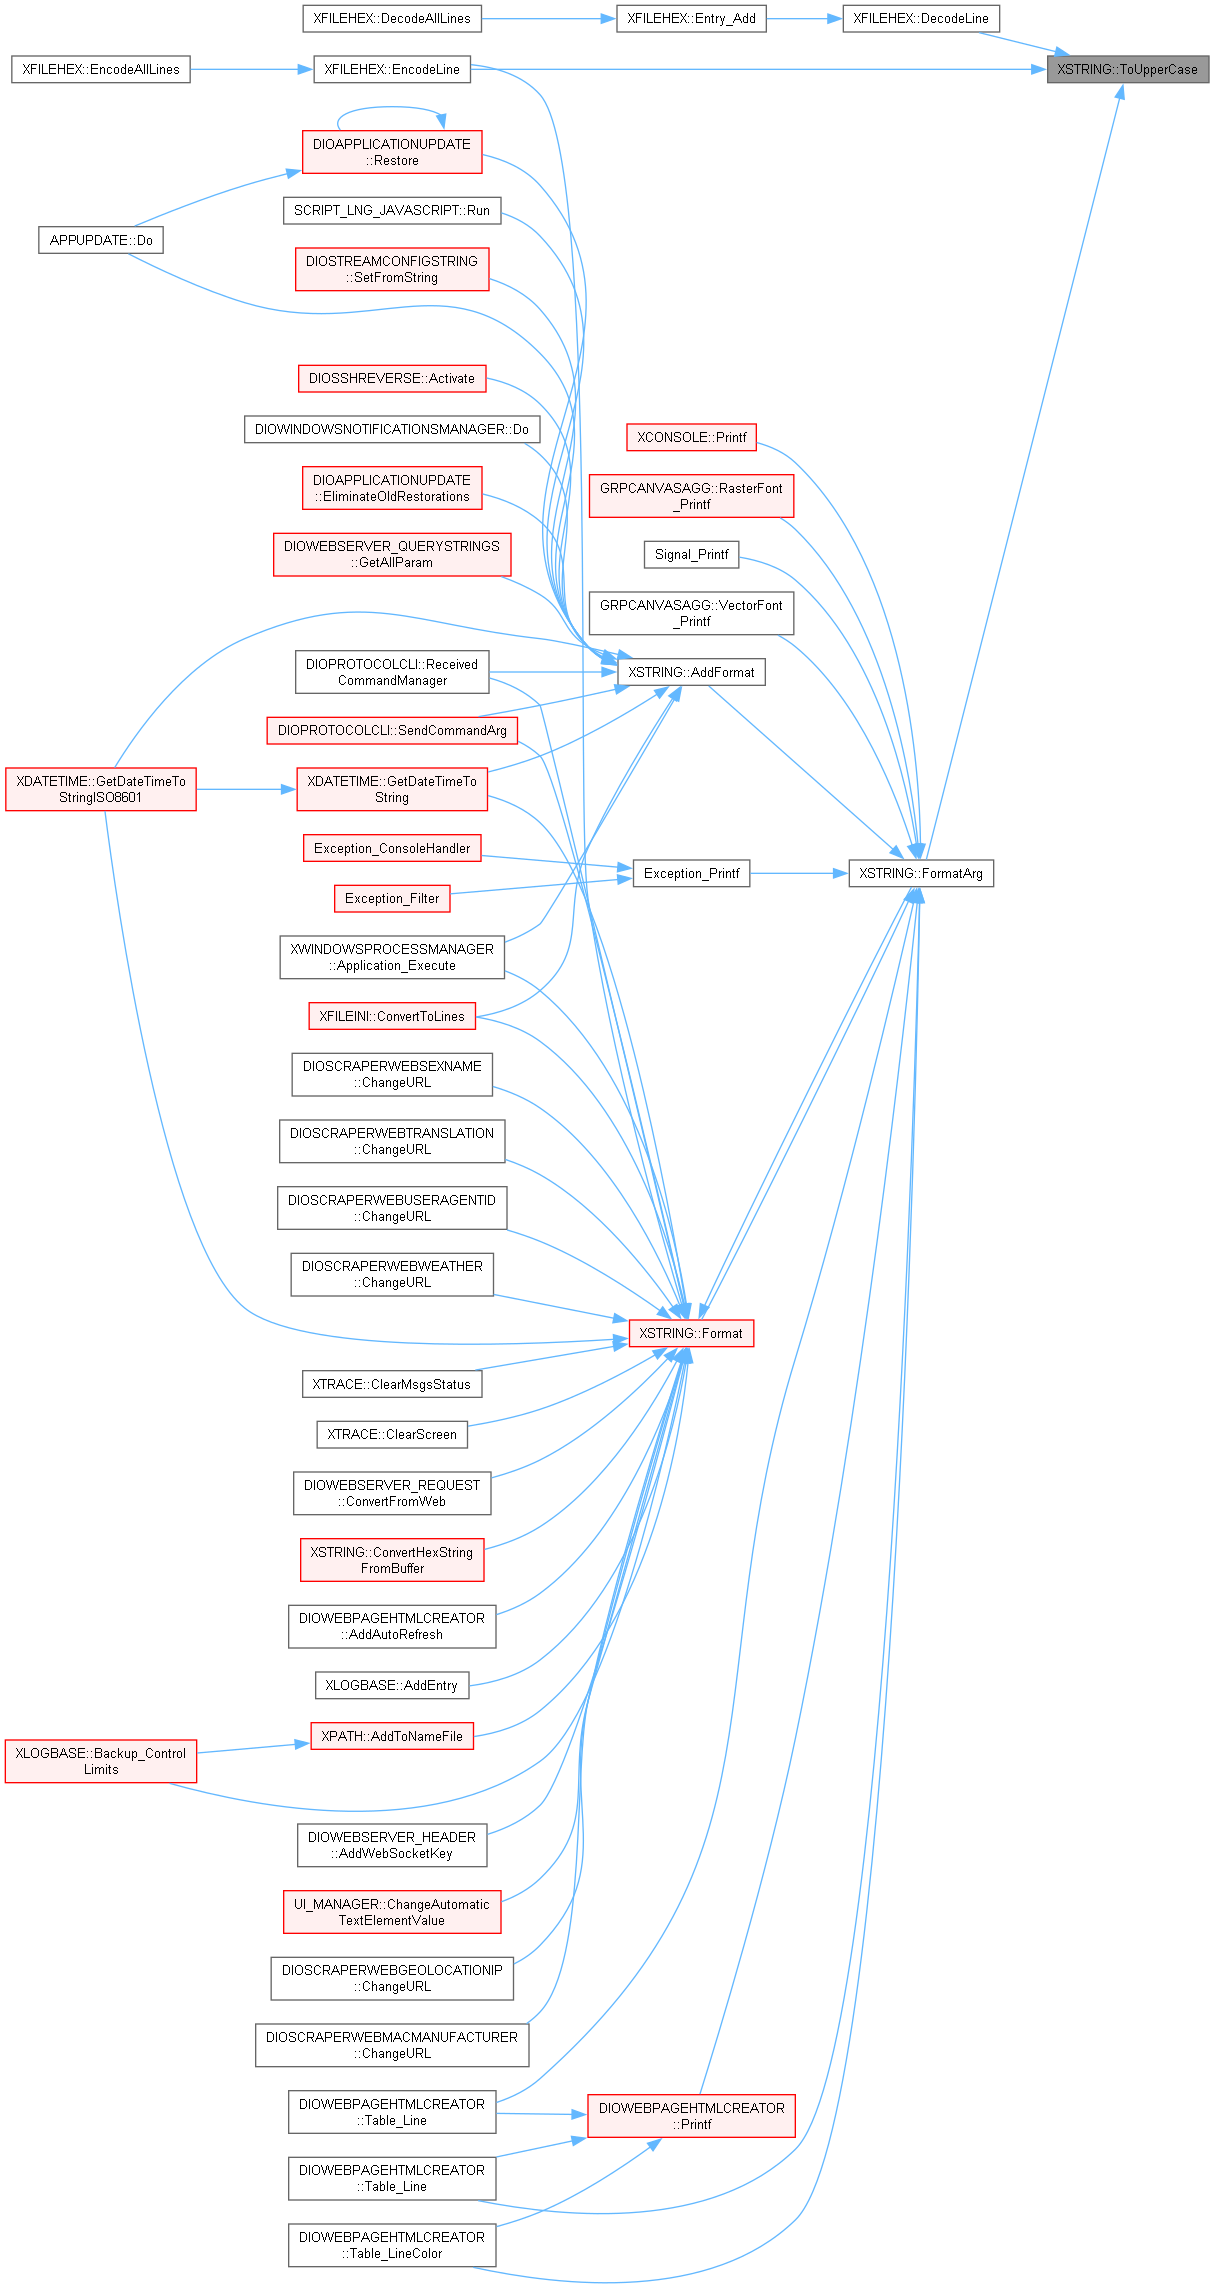 XFILEHEX::DecodeAllLines
XFILEHEX::Entry_Add
XFILEHEX::DecodeLine
XFILEHEX::EncodeAllLines
XFILEHEX::EncodeLine
XSTRING::ToUpperCase
DIOAPPLICATIONUPDATE
::Restore
SCRIPT_LNG_JAVASCRIPT::Run
APPUPDATE::Do
DIOSTREAMCONFIGSTRING
::SetFromString
DIOSSHREVERSE::Activate
DIOWINDOWSNOTIFICATIONSMANAGER::Do
XCONSOLE::Printf
DIOAPPLICATIONUPDATE
::EliminateOldRestorations
GRPCANVASAGG::RasterFont
_Printf
DIOWEBSERVER_QUERYSTRINGS
::GetAllParam
Signal_Printf
GRPCANVASAGG::VectorFont
_Printf
DIOPROTOCOLCLI::Received
CommandManager
XSTRING::AddFormat
DIOPROTOCOLCLI::SendCommandArg
XDATETIME::GetDateTimeTo
StringISO8601
XDATETIME::GetDateTimeTo
String
Exception_ConsoleHandler
Exception_Printf
XSTRING::FormatArg
Exception_Filter
XWINDOWSPROCESSMANAGER
::Application_Execute
XFILEINI::ConvertToLines
DIOSCRAPERWEBSEXNAME
::ChangeURL
DIOSCRAPERWEBTRANSLATION
::ChangeURL
DIOSCRAPERWEBUSERAGENTID
::ChangeURL
DIOSCRAPERWEBWEATHER
::ChangeURL
XSTRING::Format
XTRACE::ClearMsgsStatus
XTRACE::ClearScreen
DIOWEBSERVER_REQUEST
::ConvertFromWeb
XSTRING::ConvertHexString
FromBuffer
DIOWEBPAGEHTMLCREATOR
::AddAutoRefresh
XLOGBASE::AddEntry
XPATH::AddToNameFile
XLOGBASE::Backup_Control
Limits
DIOWEBSERVER_HEADER
::AddWebSocketKey
UI_MANAGER::ChangeAutomatic
TextElementValue
DIOSCRAPERWEBGEOLOCATIONIP
::ChangeURL
DIOSCRAPERWEBMACMANUFACTURER
::ChangeURL
DIOWEBPAGEHTMLCREATOR
::Table_Line
DIOWEBPAGEHTMLCREATOR
::Printf
DIOWEBPAGEHTMLCREATOR
::Table_Line
DIOWEBPAGEHTMLCREATOR
::Table_LineColor